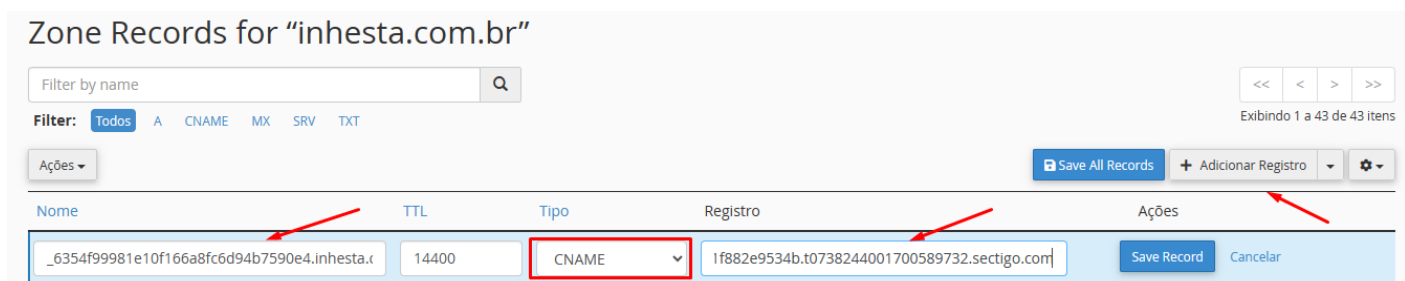 Zone Records for “inhesta.com.br”
Filter by name
<< < > >>
Filter: Todos A CNAME MX SRV TXT
Exibindo 1 a 43 de 43 itens
Ações
Save All Records + Adicionar Registro
Nome TTL Tipo Registro Ações
_6354f99981e10f166a8fc6d94b7590e4.inhesta.c 14400 CNAME 1f882e9534b.t0738244001700589732.sectigo.com Save Record Cancelar